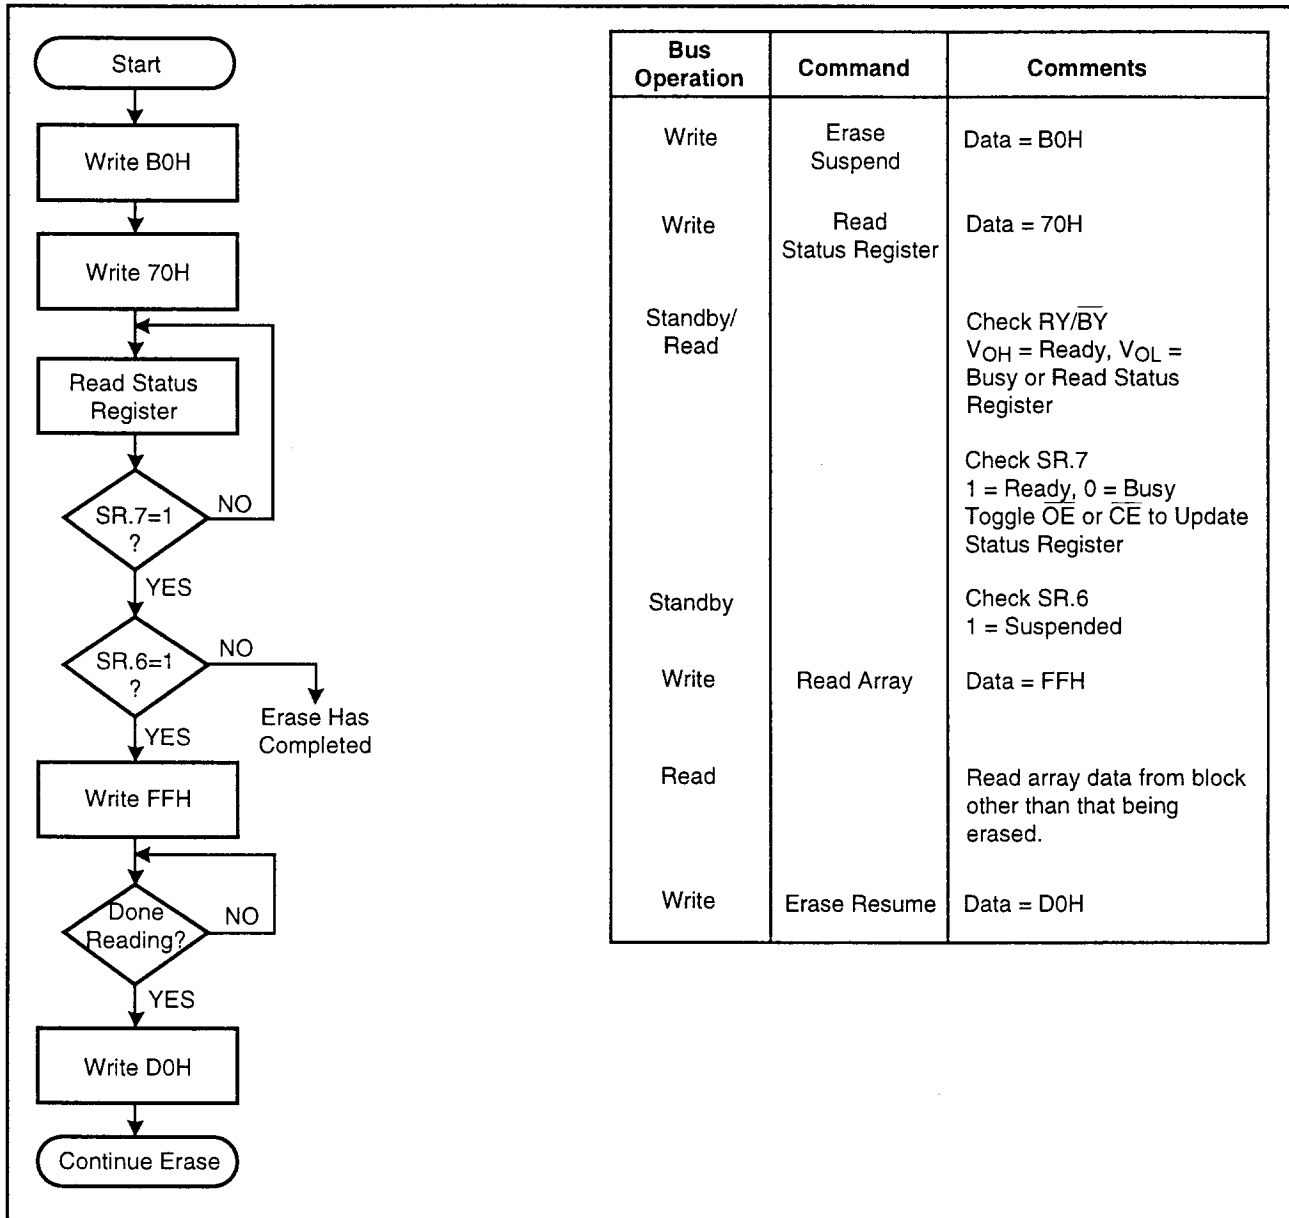 Start
Write B0H
Write 70H
Read Status
Register
SR.7=1
?
NO
YES
SR.6=1
?
NO
Erase Has
Completed
YES
Write FFH
Done
Reading?
NO
YES
Write D0H
Continue Erase
Bus
Operation
Command
Comments
Write
Erase
Suspend
Data = B0H
Write
Read
Status Register
Data = 70H
Standby/
Read
Check RY/B̅Y̅
VOH = Ready, VOL =
Busy or Read Status
Register
Check SR.7
1 = Ready, 0 = Busy
Toggle O̅E̅ or C̅E̅ to Update
Status Register
Standby
Check SR.6
1 = Suspended
Write
Read Array
Data = FFH
Read
Read array data from block
other than that being
erased.
Write
Erase Resume
Data = D0H